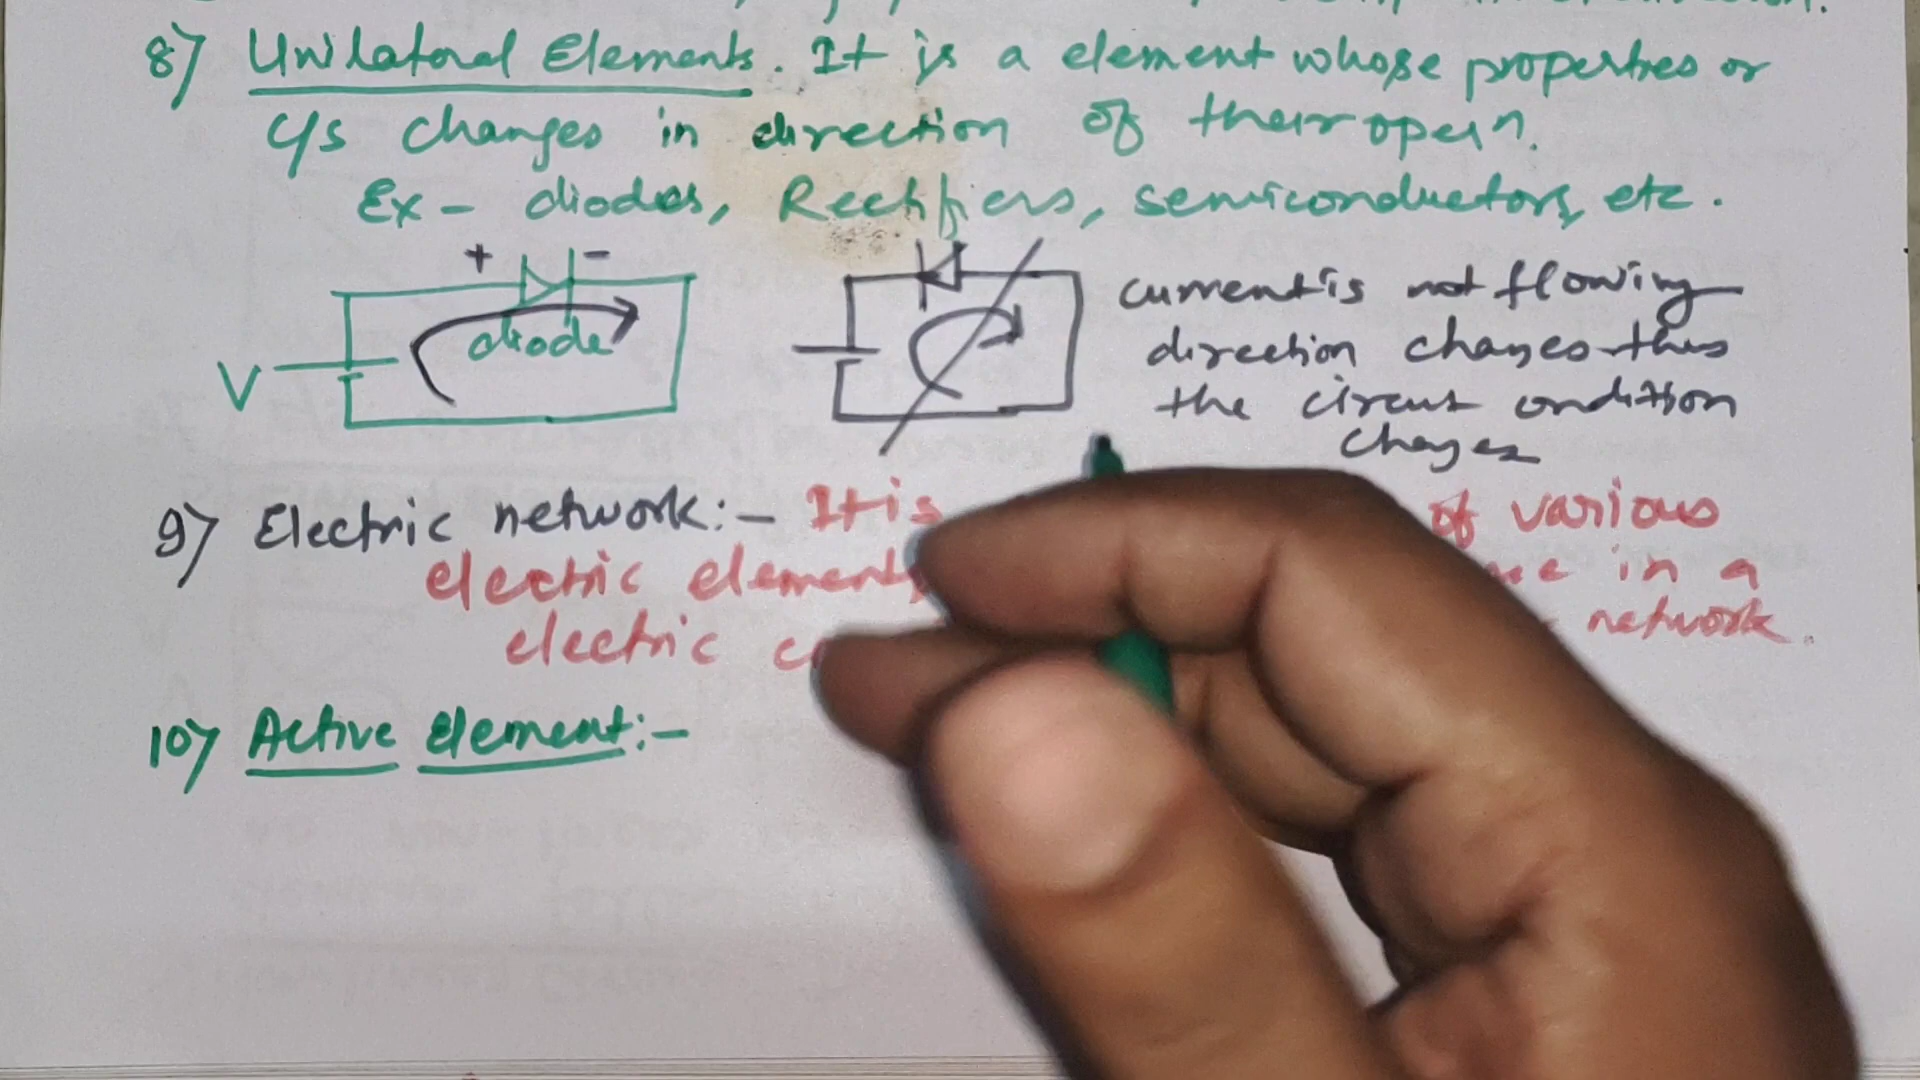 8) Unilateral Elements. It is a element whose properties or
c/s changes in direction of their opern.
Ex - diodes, Rectifiers, semiconductors, etc.
+ -
diode
V
current is not flowing
direction changes thus
the circuit condition
changes
9) Electric network:- It is of various
electric elements in a
electric network.
10) Active Element:-